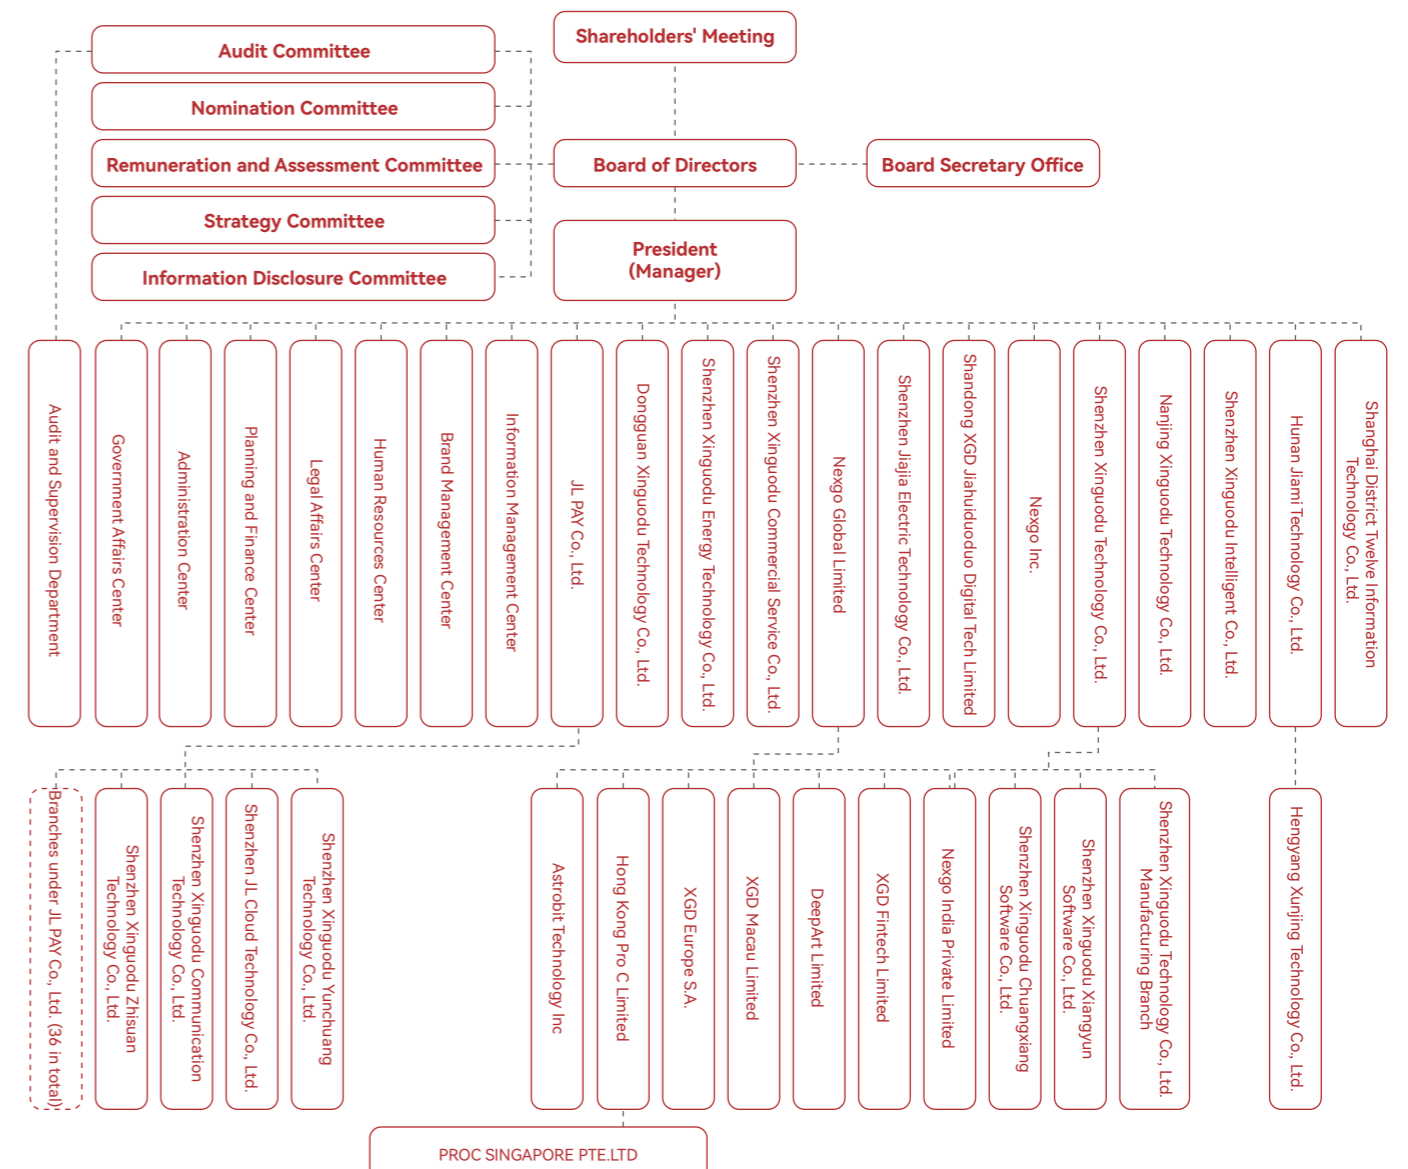 Shareholders' Meeting
Audit Committee
Nomination Committee
Remuneration and Assessment Committee
Board of Directors
Board Secretary Office
Strategy Committee
President
(Manager)
Information Disclosure Committee
Audit and Supervision Department
Government Affairs Center
Administration Center
Planning and Finance Center
Legal Affairs Center
Human Resources Center
Brand Management Center
Information Management Center
JL PAY Co., Ltd.
Dongguan Xinguodu Technology Co., Ltd.
Shenzhen Xinguodu Energy Technology Co., Ltd.
Shenzhen Xinguodu Commercial Service Co., Ltd.
Nexgo Global Limited
Shenzhen Jiajia Electric Technology Co., Ltd.
Shandong XGD Jiahuiduoduo Digital Tech Limited
Nexgo Inc.
Shenzhen Xinguodu Technology Co., Ltd.
Nanjing Xinguodu Technology Co., Ltd.
Shenzhen Xinguodu Intelligent Co., Ltd.
Hunan Jiami Technology Co., Ltd.
Shanghai District Twelve Information
Technology Co., Ltd.
Branches under JL PAY Co., Ltd. (36 in total)
Shenzhen Xinguodu Zhisuan
Technology Co., Ltd.
Shenzhen Xinguodu Communication
Technology Co., Ltd.
Shenzhen JL Cloud Technology Co., Ltd.
Shenzhen Xinguodu Yunchuang
Technology Co., Ltd.
Astrobit Technology Inc
Hong Kong Pro C Limited
XGD Europe S.A.
XGD Macau Limited
DeepArt Limited
XGD Fintech Limited
Nexgo India Private Limited
Shenzhen Xinguodu Chuangxiang
Software Co., Ltd.
Shenzhen Xinguodu Xiangyun
Software Co., Ltd.
Shenzhen Xinguodu Technology Co., Ltd.
Manufacturing Branch
Hengyang Xunjing Technology Co., Ltd.
PROC SINGAPORE PTE.LTD